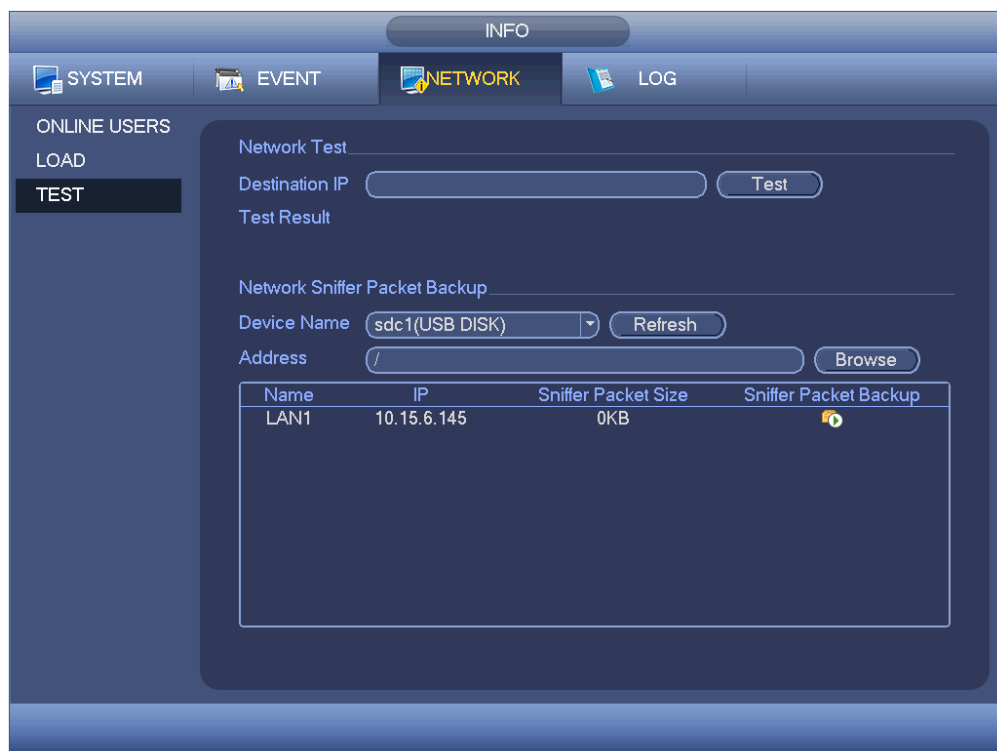 INFO
SYSTEM EVENT NETWORK LOG
ONLINE USERS
LOAD
TEST
Network Test
Destination IP Test
Test Result
Network Sniffer Packet Backup
Device Name sdc1(USB DISK) Refresh
Address / Browse
Name IP Sniffer Packet Size Sniffer Packet Backup
LAN1 10.15.6.145 0KB